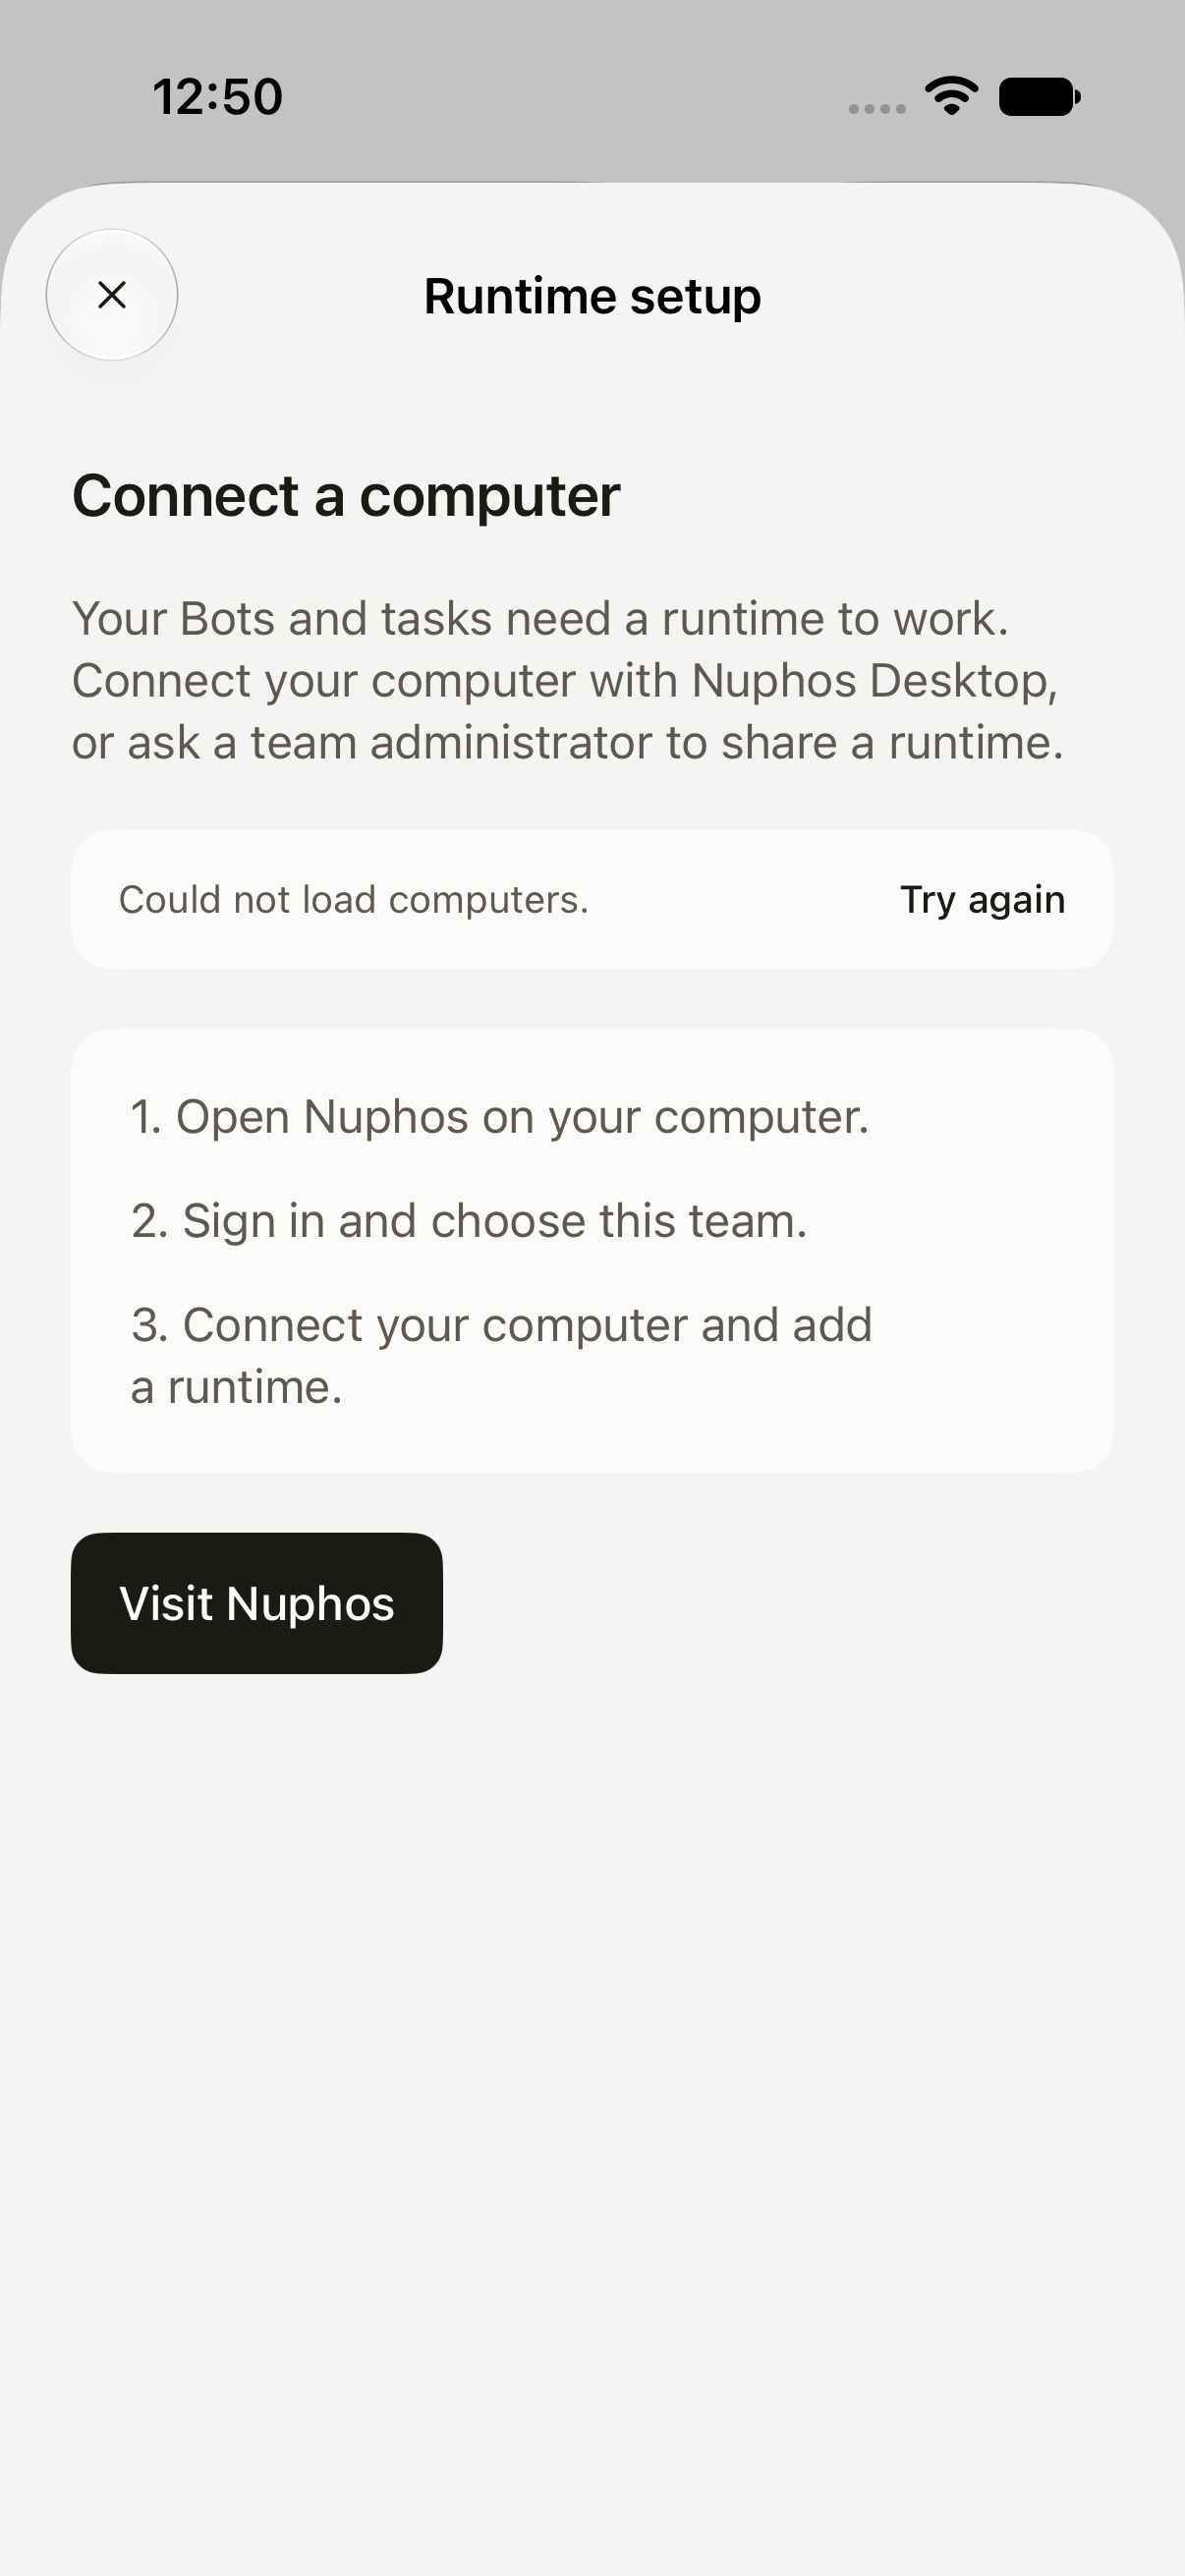 12:50
Runtime setup
Connect a computer
Your Bots and tasks need a runtime to work.
Connect your computer with Nuphos Desktop,
or ask a team administrator to share a runtime.
Could not load computers. Try again
1. Open Nuphos on your computer.
2. Sign in and choose this team.
3. Connect your computer and add
a runtime.
Visit Nuphos